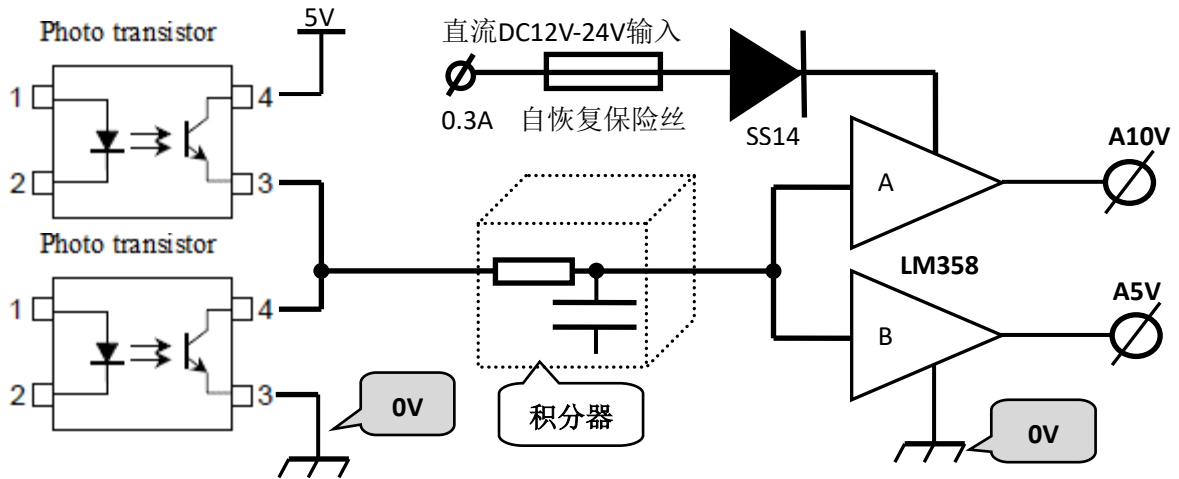 Photo transistor
1
2
4
3
5V
Photo transistor
1
2
4
3
0V
积分器
直流DC12V-24V输入
0.3A 自恢复保险丝
SS14
A
B
LM358
A10V
A5V
0V